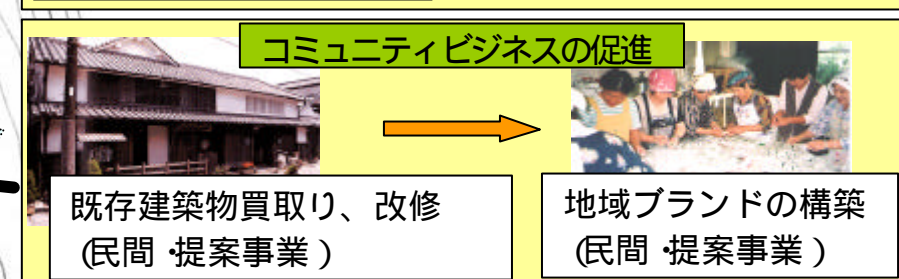 コミュニティビジネスの促進
既存建築物買取り、改修
(民間・提案事業)
地域ブランドの構築
(民間・提案事業)